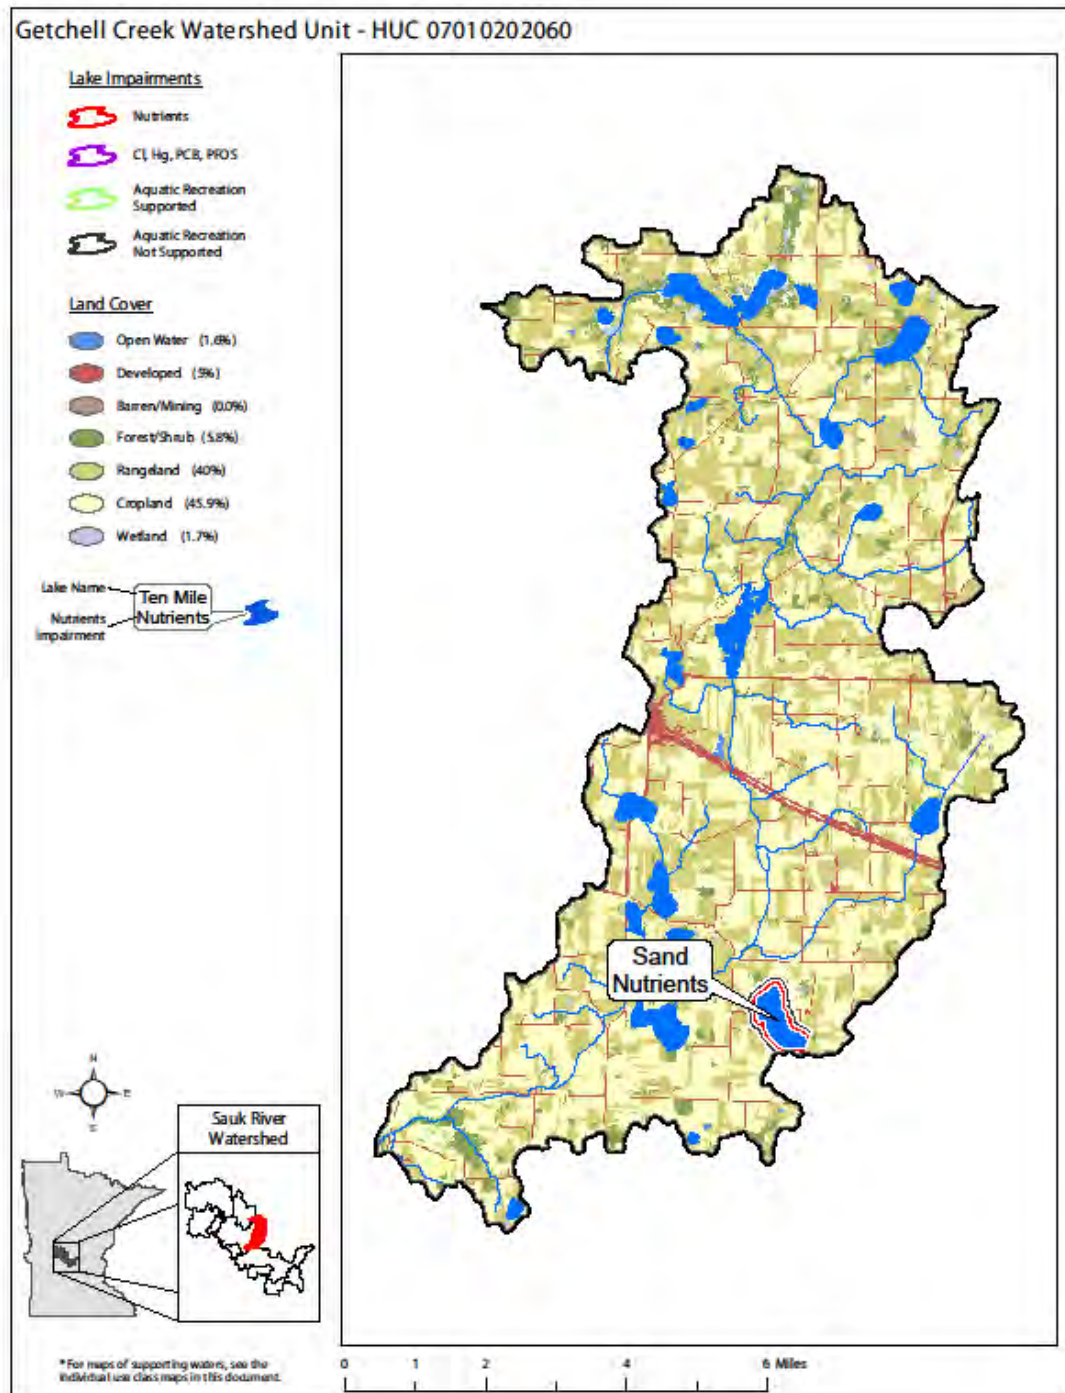 Getchell Creek Watershed Unit - HUC 07010202060
Lake Impairments
Nutrients
Cl, Hg, PCB, PFOS
Aquatic Recreation
Supported
Aquatic Recreation
Not Supported
Land Cover
Open Water (1.6%)
Developed (5%)
Barren/Mining (0.0%)
Forest/Shrub (5.8%)
Rangeland (40%)
Cropland (45.9%)
Wetland (1.7%)
Lake Name
Ten Mile
Nutrients
Nutrients
Impairment
Sand
Nutrients
N
W
E
S
Sauk River
Watershed
*For maps of supporting waters, see the
individual use class maps in this document.
0 1 2 4 6 Miles